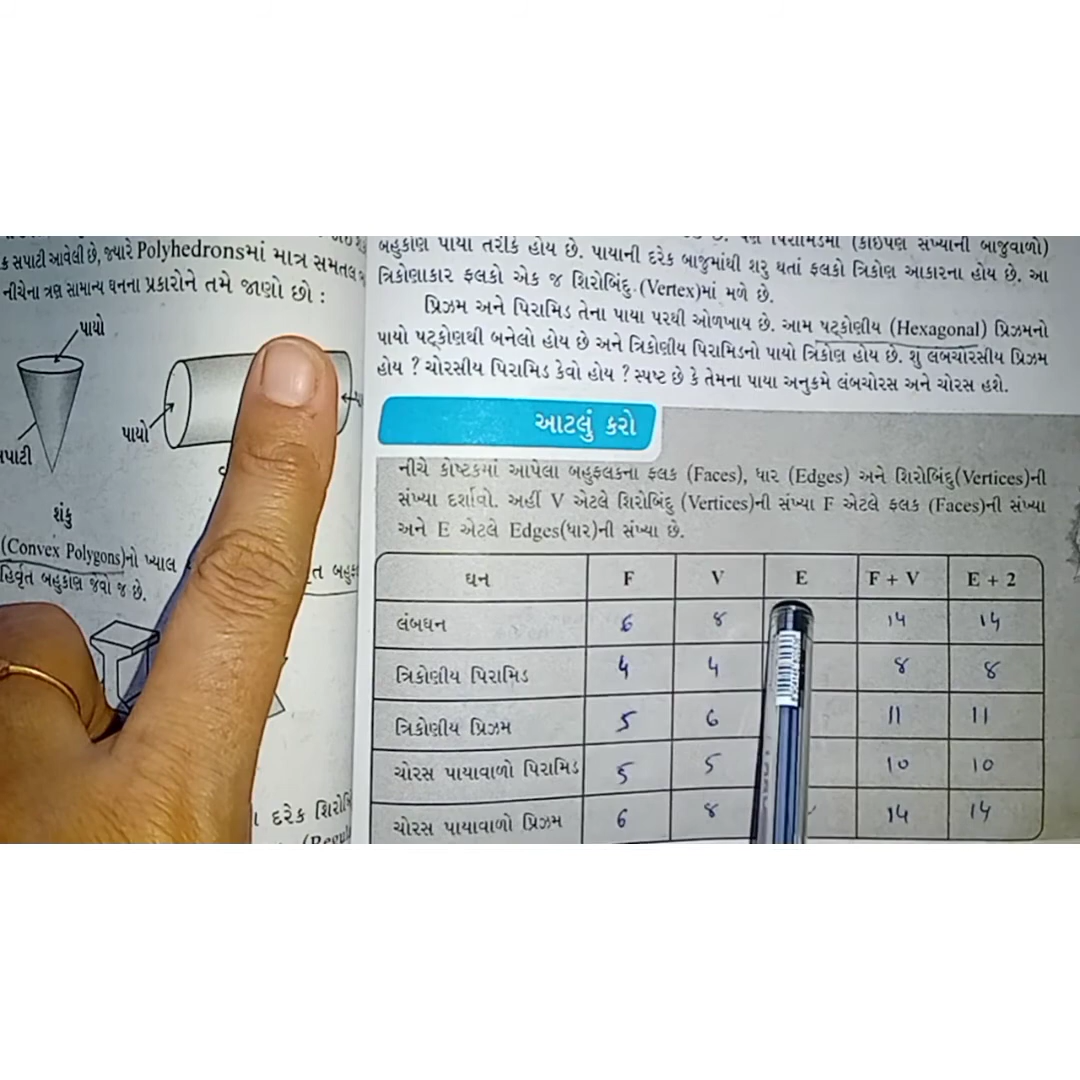 ક સપાટી આવેલી છે, જ્યારે Polyhedronsમાં માત્ર સમતલ
નીચેના ત્રણ સામાન્ય ઘનના પ્રકારોને તમે જાણો છો :
પાયો
પાયો
સપાટી
શંકુ
(Convex Polygons)નો ખ્યાલ
ત બહુફ
બહુકોણ જેવો જ છે.
દરેક શિરોબિં
બહુકોણ પાયા તરીકે હોય છે. પાયાની દરેક બાજુમાંથી શરુ થતાં ફલકો ત્રિકોણ આકારના હોય છે. આ
ત્રિકોણાકાર ફલકો એક જ શિરોબિંદુ (Vertex)માં મળે છે.
પ્રિઝમ અને પિરામિડ તેના પાયા પરથી ઓળખાય છે. આમ ષટ્કોણીય (Hexagonal) પ્રિઝમનો
પાયો ષટ્કોણથી બનેલો હોય છે અને ત્રિકોણીય પિરામિડનો પાયો ત્રિકોણ હોય છે. શુ લંબચોરસીય પ્રિઝમ
હોય ? ચોરસીય પિરામિડ કેવો હોય ? સ્પષ્ટ છે કે તેમના પાયા અનુક્રમે લંબચોરસ અને ચોરસ હશે.
આટલું કરો
નીચે કોષ્ટકમાં આપેલા બહુફલકના ફલક (Faces), ધાર (Edges) અને શિરોબિંદુ(Vertices)ની
સંખ્યા દર્શાવો. અહીં V એટલે શિરોબિંદુ (Vertices)ની સંખ્યા F એટલે ફલક (Faces)ની સંખ્યા
અને E એટલે Edges(ધાર)ની સંખ્યા છે.
ઘન F V E F + V E + 2
લંબઘન 6 8 14 14
ત્રિકોણીય પિરામિડ 4 4 8 8
ત્રિકોણીય પ્રિઝમ 5 6 11 11
ચોરસ પાયાવાળો પિરામિડ 5 5 10 10
ચોરસ પાયાવાળો પ્રિઝમ 6 8 14 14